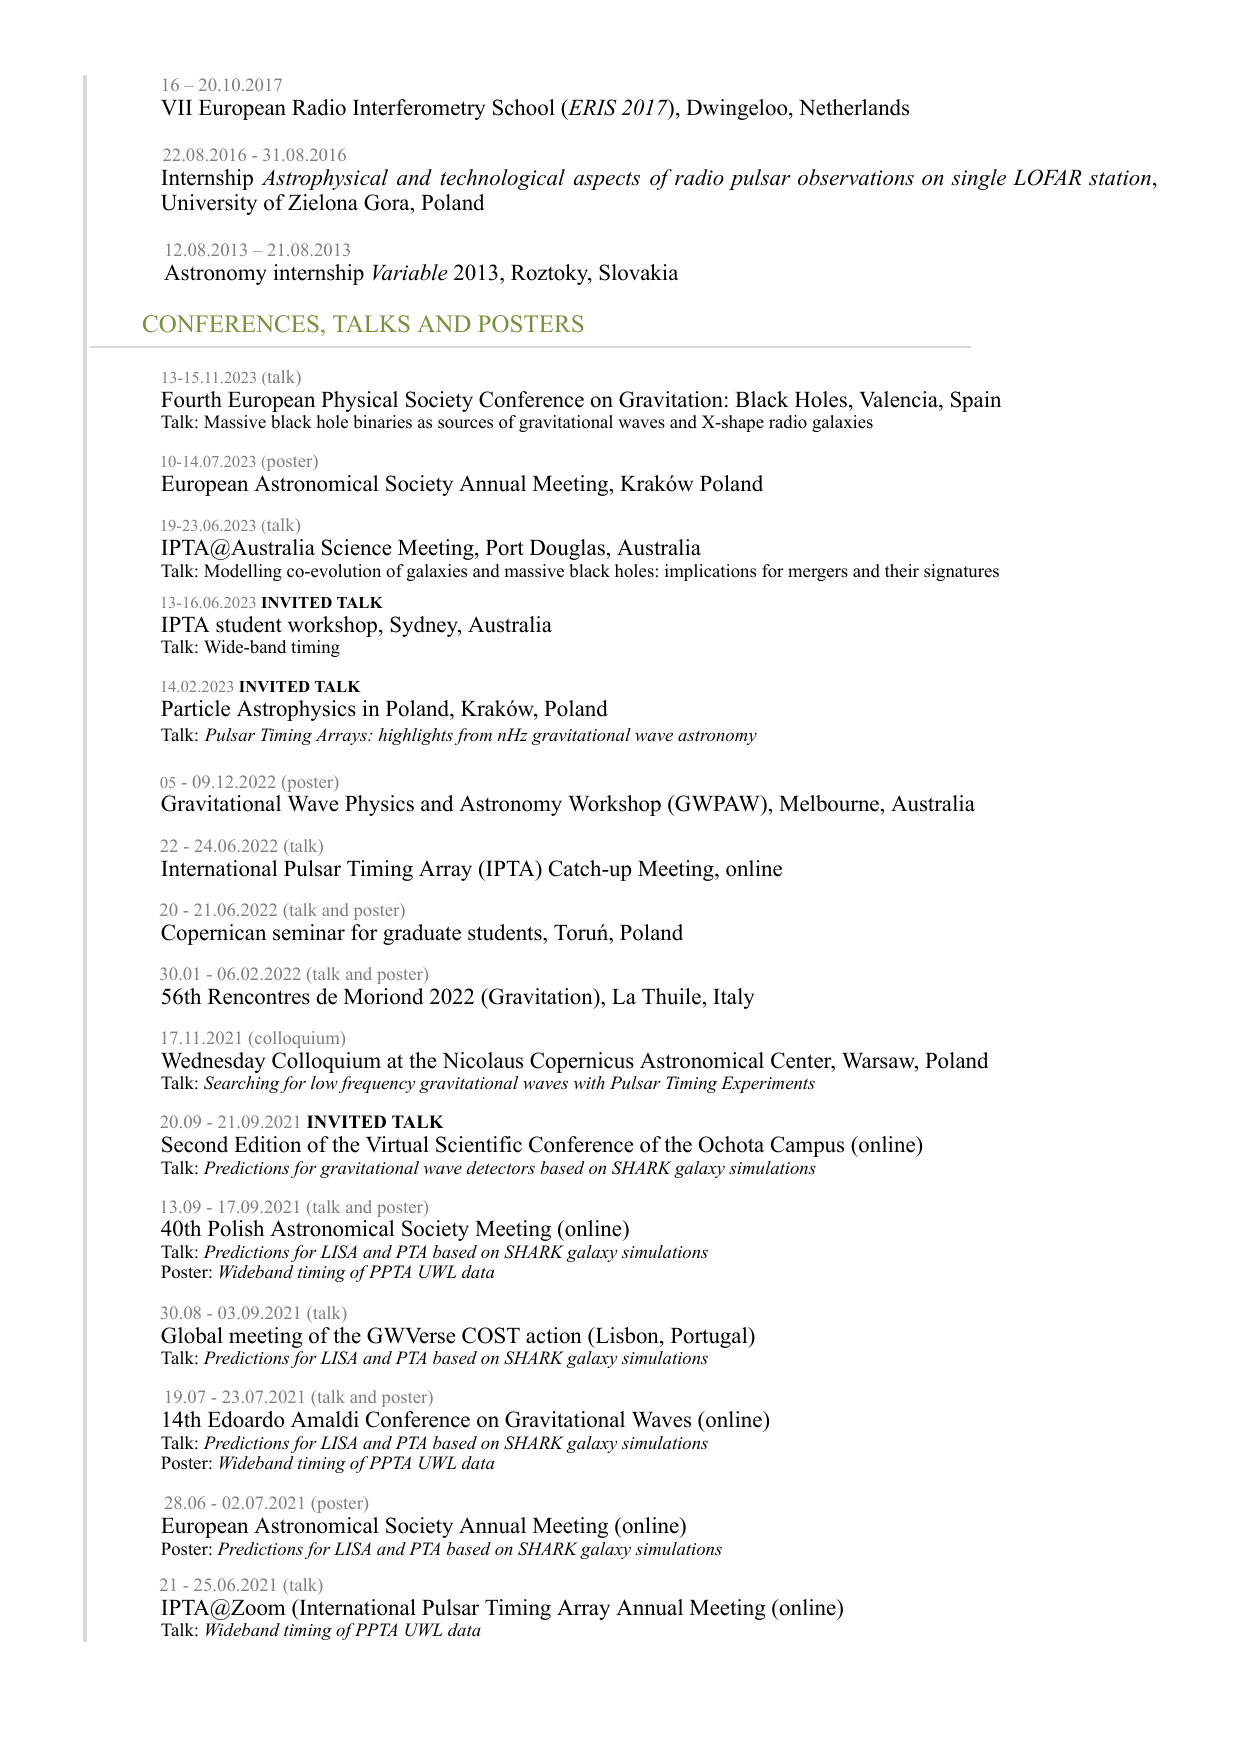 16 – 20.10.2017
VII European Radio Interferometry School (ERIS 2017), Dwingeloo, Netherlands
22.08.2016 - 31.08.2016
Internship Astrophysical and technological aspects of radio pulsar observations on single LOFAR station,
University of Zielona Gora, Poland
12.08.2013 – 21.08.2013
Astronomy internship Variable 2013, Roztoky, Slovakia
CONFERENCES, TALKS AND POSTERS
13-15.11.2023 (talk)
Fourth European Physical Society Conference on Gravitation: Black Holes, Valencia, Spain
Talk: Massive black hole binaries as sources of gravitational waves and X-shape radio galaxies
10-14.07.2023 (poster)
European Astronomical Society Annual Meeting, Kraków Poland
19-23.06.2023 (talk)
IPTA@Australia Science Meeting, Port Douglas, Australia
Talk: Modelling co-evolution of galaxies and massive black holes: implications for mergers and their signatures
13-16.06.2023 INVITED TALK
IPTA student workshop, Sydney, Australia
Talk: Wide-band timing
14.02.2023 INVITED TALK
Particle Astrophysics in Poland, Kraków, Poland
Talk: Pulsar Timing Arrays: highlights from nHz gravitational wave astronomy
05 - 09.12.2022 (poster)
Gravitational Wave Physics and Astronomy Workshop (GWPAW), Melbourne, Australia
22 - 24.06.2022 (talk)
International Pulsar Timing Array (IPTA) Catch-up Meeting, online
20 - 21.06.2022 (talk and poster)
Copernican seminar for graduate students, Toruń, Poland
30.01 - 06.02.2022 (talk and poster)
56th Rencontres de Moriond 2022 (Gravitation), La Thuile, Italy
17.11.2021 (colloquium)
Wednesday Colloquium at the Nicolaus Copernicus Astronomical Center, Warsaw, Poland
Talk: Searching for low frequency gravitational waves with Pulsar Timing Experiments
20.09 - 21.09.2021 INVITED TALK
Second Edition of the Virtual Scientific Conference of the Ochota Campus (online)
Talk: Predictions for gravitational wave detectors based on SHARK galaxy simulations
13.09 - 17.09.2021 (talk and poster)
40th Polish Astronomical Society Meeting (online)
Talk: Predictions for LISA and PTA based on SHARK galaxy simulations
Poster: Wideband timing of PPTA UWL data
30.08 - 03.09.2021 (talk)
Global meeting of the GWVerse COST action (Lisbon, Portugal)
Talk: Predictions for LISA and PTA based on SHARK galaxy simulations
19.07 - 23.07.2021 (talk and poster)
14th Edoardo Amaldi Conference on Gravitational Waves (online)
Talk: Predictions for LISA and PTA based on SHARK galaxy simulations
Poster: Wideband timing of PPTA UWL data
28.06 - 02.07.2021 (poster)
European Astronomical Society Annual Meeting (online)
Poster: Predictions for LISA and PTA based on SHARK galaxy simulations
21 - 25.06.2021 (talk)
IPTA@Zoom (International Pulsar Timing Array Annual Meeting (online)
Talk: Wideband timing of PPTA UWL data